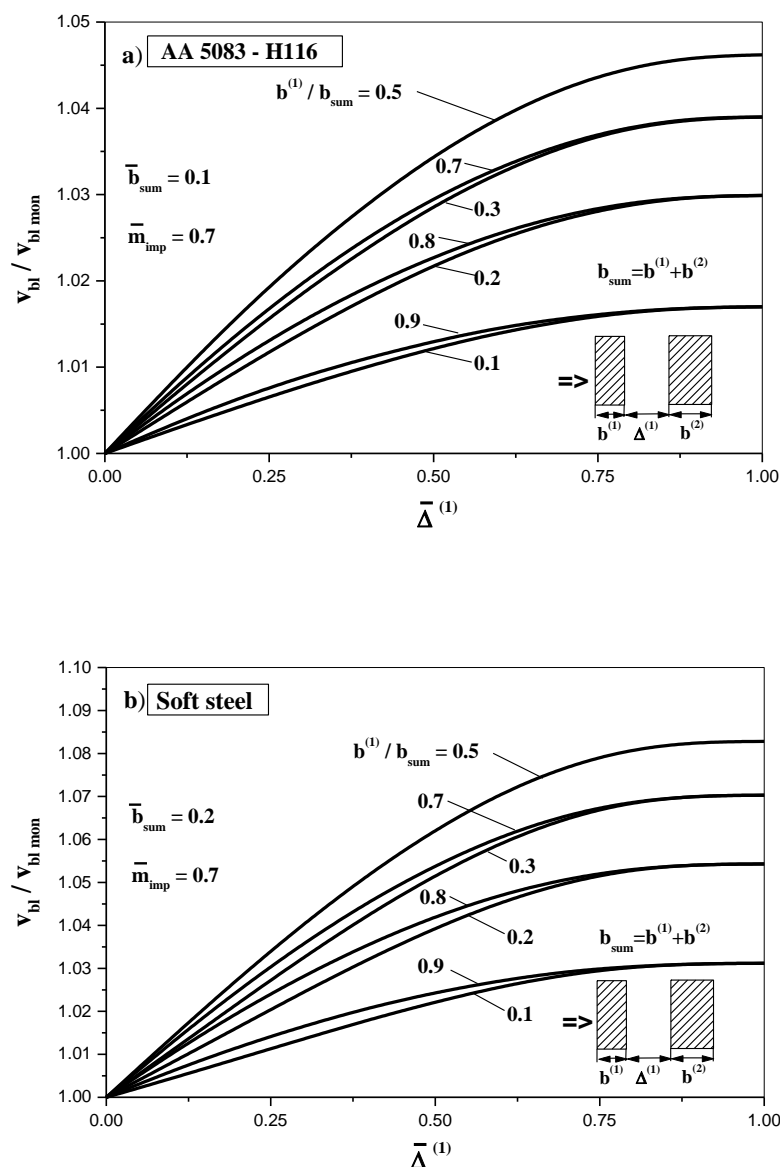 a) AA 5083 - H116
1.05
1.04
1.03
1.02
1.01
1.00
v_bl / v_bl mon
b^(1) / b_sum = 0.5
0.7
0.3
0.8
0.2
0.9
0.1
b̄_sum = 0.1
m̄_imp = 0.7
b_sum=b^(1)+b^(2)
=>
b^(1) Δ^(1) b^(2)
0.00 0.25 0.50 0.75 1.00
Δ̄^(1)
b) Soft steel
1.10
1.09
1.08
1.07
1.06
1.05
1.04
1.03
1.02
1.01
1.00
v_bl / v_bl mon
b^(1) / b_sum = 0.5
0.7
0.3
0.8
0.2
0.9
0.1
b̄_sum = 0.2
m̄_imp = 0.7
b_sum=b^(1)+b^(2)
=>
b^(1) Δ^(1) b^(2)
0.00 0.25 0.50 0.75 1.00
Δ̄^(1)